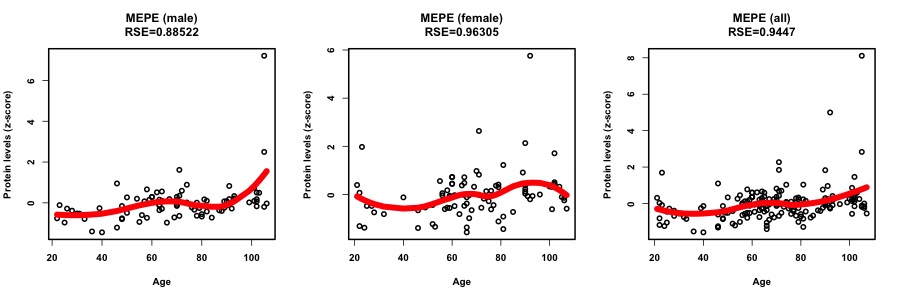 MEPE (male)
RSE=0.88522
Protein levels (z-score)
6
4
2
0
20 40 60 80 100
Age
MEPE (female)
RSE=0.96305
Protein levels (z-score)
6
4
2
0
20 40 60 80 100
Age
MEPE (all)
RSE=0.9447
Protein levels (z-score)
8
6
4
2
0
20 40 60 80 100
Age